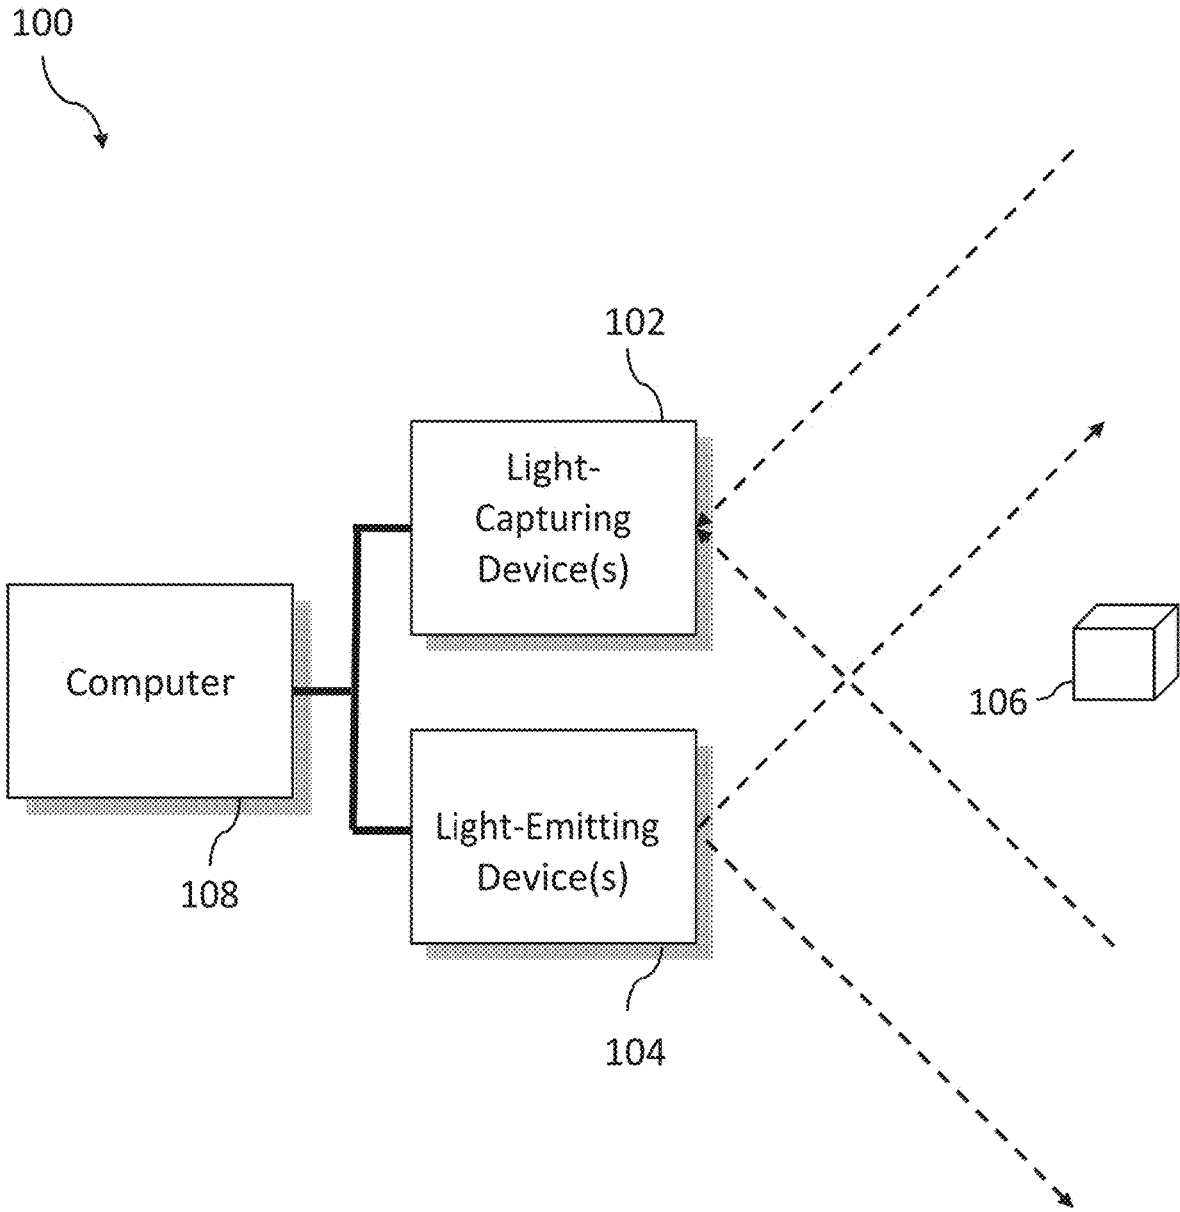 100
102
Light-
Capturing
Device(s)
Computer
106
Light-Emitting
Device(s)
108
104